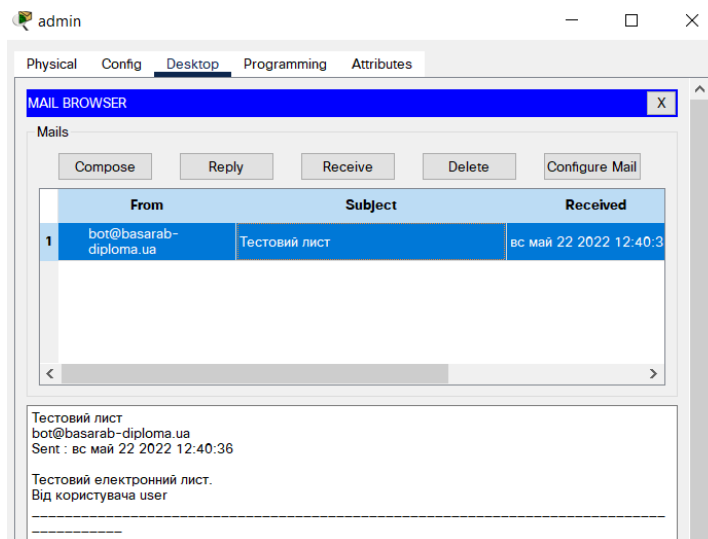 admin
Physical Config Desktop Programming Attributes
MAIL BROWSER X
Mails
Compose Reply Receive Delete Configure Mail
From Subject Received
1 bot@basarab-diploma.ua Тестовий лист вс май 22 2022 12:40:3
Тестовий лист
bot@basarab-diploma.ua
Sent : вс май 22 2022 12:40:36
Тестовий електронний лист.
Від користувача user